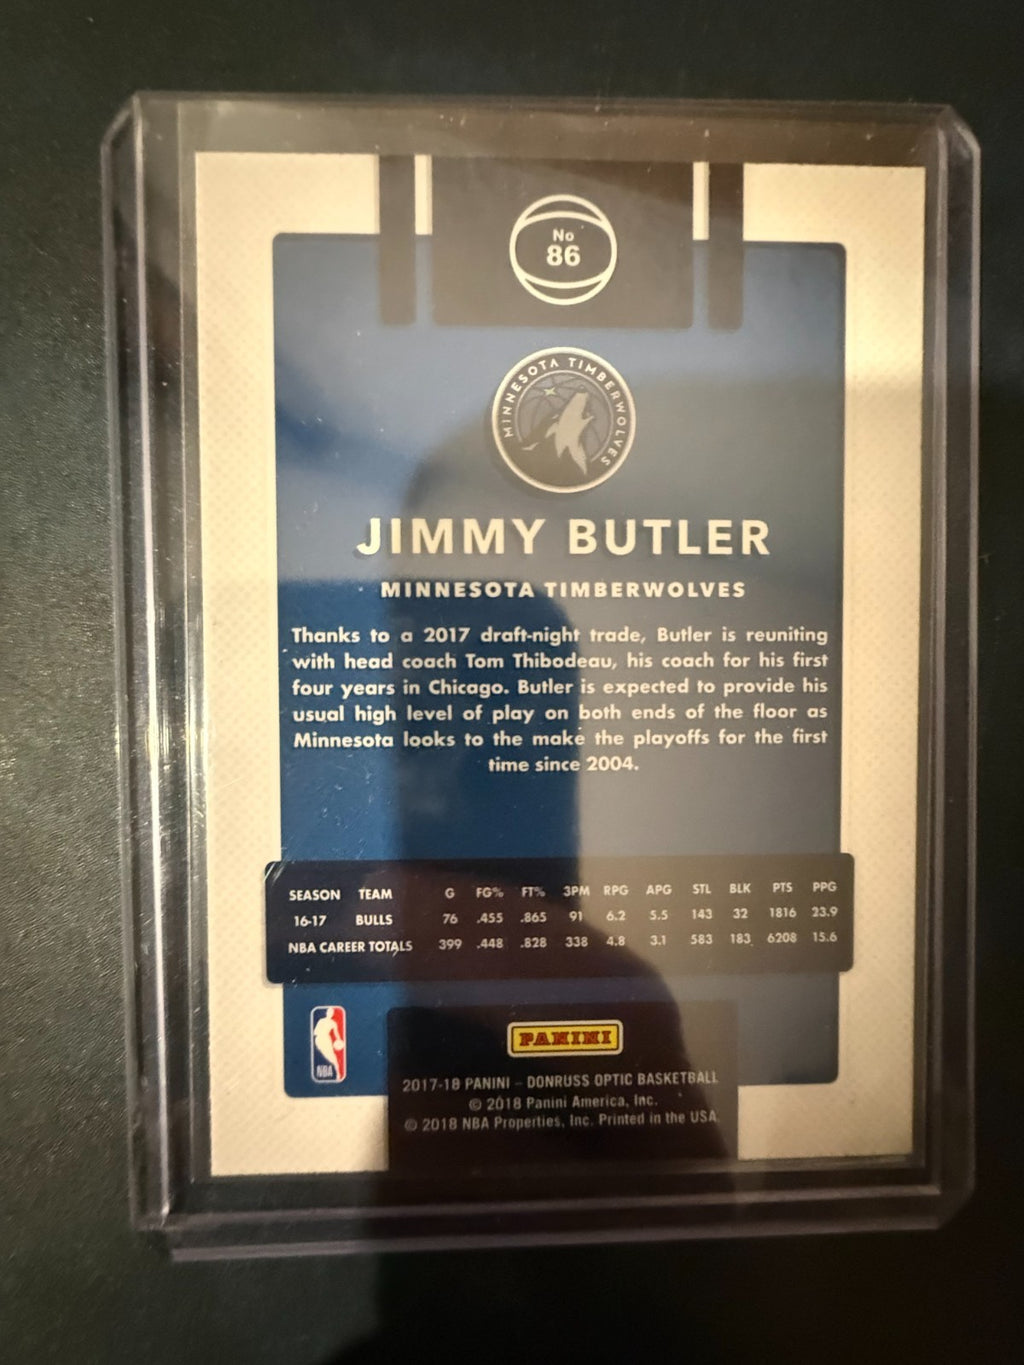 No
86
MINNESOTA TIMBERWOLVES
JIMMY BUTLER
MINNESOTA TIMBERWOLVES
Thanks to a 2017 draft-night trade, Butler is reuniting
with head coach Tom Thibodeau, his coach for his first
four years in Chicago. Butler is expected to provide his
usual high level of play on both ends of the floor as
Minnesota looks to the make the playoffs for the first
time since 2004.
SEASON TEAM G FG% FT% 3PM RPG APG STL BLK PTS PPG
16-17 BULLS 76 .455 .865 91 6.2 5.5 143 32 1816 23.9
NBA CAREER TOTALS 399 .448 .828 338 4.8 3.1 583 183 6208 15.6
NBA
PANINI
2017-18 PANINI - DONRUSS OPTIC BASKETBALL
© 2018 Panini America, Inc.
© 2018 NBA Properties, Inc. Printed in the USA.